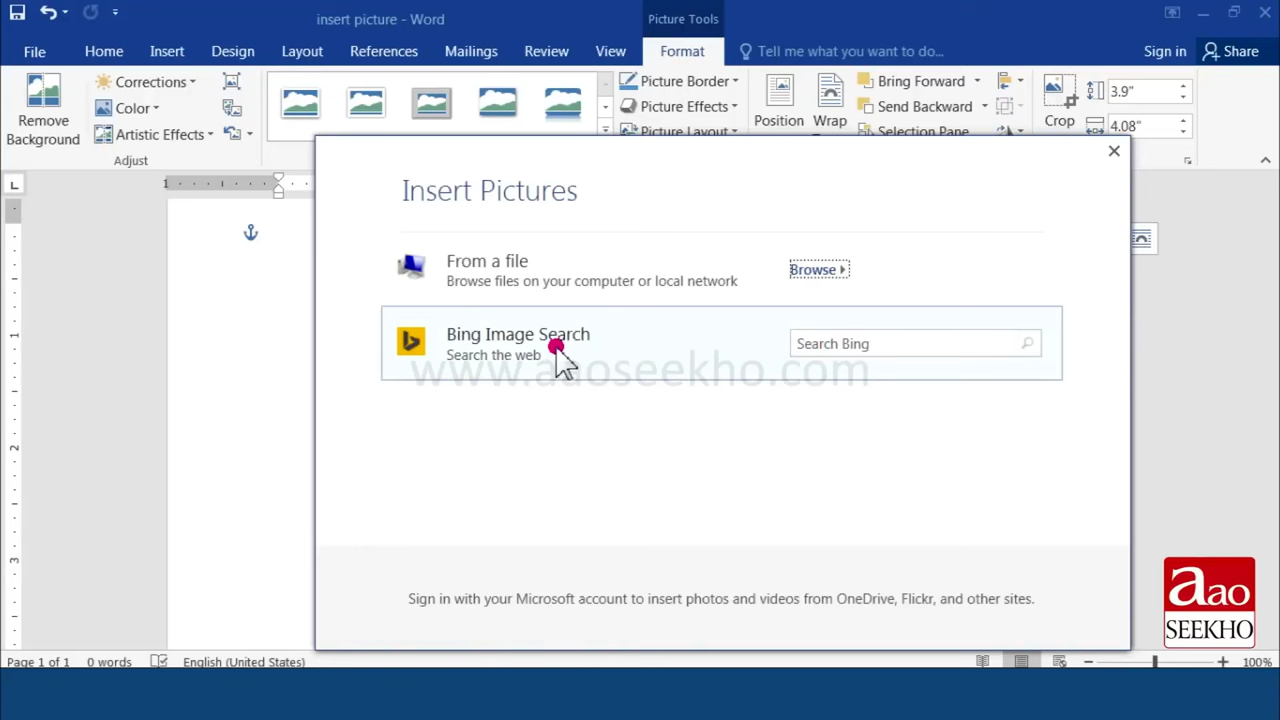 insert picture - Word
Picture Tools
File Home Insert Design Layout References Mailings Review View Format Tell me what you want to do... Sign in Share
Remove Background
Corrections
Color
Artistic Effects
Adjust
Picture Border
Picture Effects
Picture Layout
Position
Wrap
Bring Forward
Send Backward
Selection Pane
Crop
3.9"
4.08"
L
1
1
2
3
Insert Pictures
From a file
Browse files on your computer or local network
Browse
Bing Image Search
Search the web
Search Bing
www.aaoseekho.com
Sign in with your Microsoft account to insert photos and videos from OneDrive, Flickr, and other sites.
aao
SEEKHO
Page 1 of 1 0 words English (United States) 100%